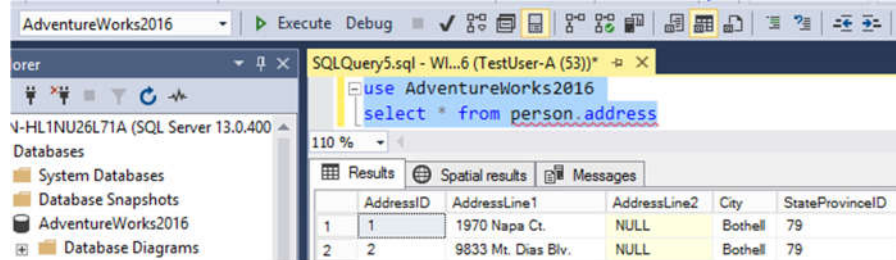 AdventureWorks2016 Execute Debug
orer SQLQuery5.sql - WI...6 (TestUser-A (53))*
use AdventureWorks2016
select * from person.address
N-HL1NU26L71A (SQL Server 13.0.400
110 %
Databases
System Databases
Results Spatial results Messages
Database Snapshots
AddressID AddressLine1 AddressLine2 City StateProvinceID
AdventureWorks2016
1 1 1970 Napa Ct. NULL Bothell 79
Database Diagrams
2 2 9833 Mt. Dias Blv. NULL Bothell 79